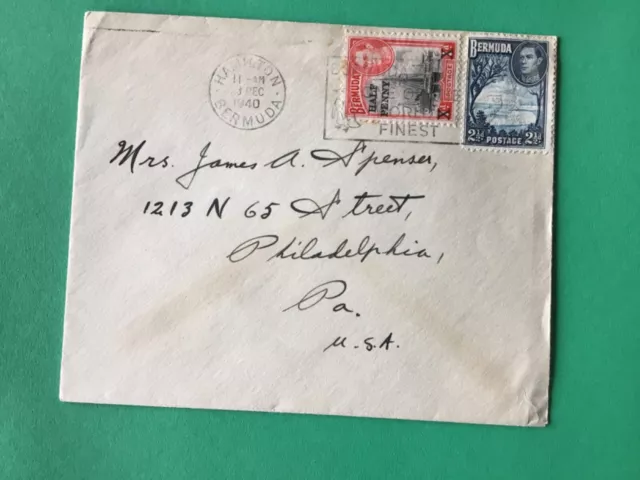 HAMILTON
11 - AM
3 DEC
1940
BERMUDA
FINEST
BERMUDA
HALF
PENNY
X X
BERMUDA
2½ POSTAGE 2½
Mrs. James A. Spenser,
1213 N 65 Street,
Philadelphia,
Pa.
U.S.A.